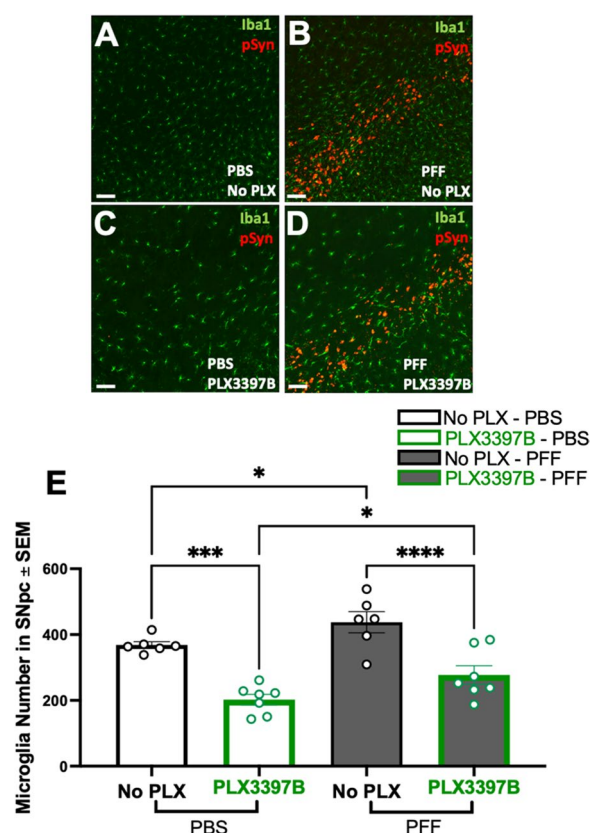 A
Iba1
pSyn
PBS
No PLX
B
Iba1
pSyn
PFF
No PLX
C
Iba1
pSyn
PBS
PLX3397B
D
Iba1
pSyn
PFF
PLX3397B
No PLX - PBS
PLX3397B - PBS
No PLX - PFF
PLX3397B - PFF
E
*
*
***
****
Microglia Number in SNpc ± SEM
600
400
200
0
No PLX PLX3397B No PLX PLX3397B
PBS PFF